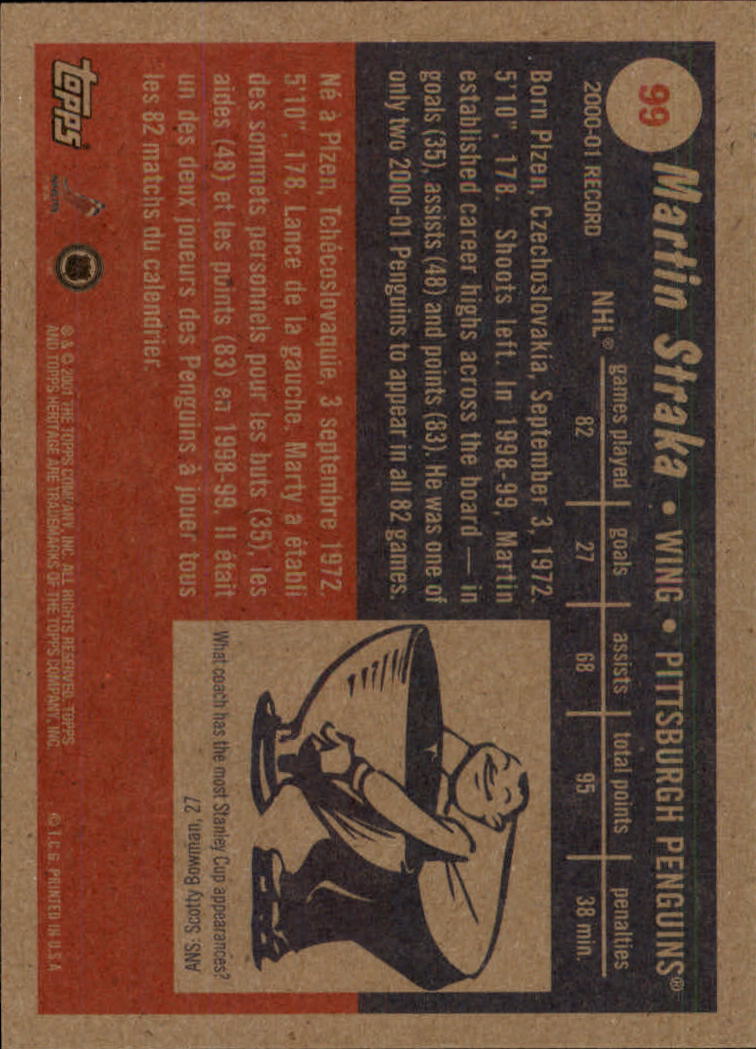 99
Martin Straka • WING • PITTSBURGH PENGUINS®
2000-01 RECORD
games played goals assists total points penalties
NHL® 82 27 68 95 38 min.
Born Plzen, Czechoslovakia, September 3, 1972.
5'10", 178. Shoots left. In 1998-99, Martin
established career highs across the board — in
goals (35), assists (48) and points (83). He was one of
only two 2000-01 Penguins to appear in all 82 games.
Né à Plzen, Tchécoslovaquie, 3 septembre 1972.
5'10", 178. Lance de la gauche. Marty a établi
des sommets personnels pour les buts (35), les
aides (48) et les points (83) en 1998-99. Il était
un des deux joueurs des Penguins à jouer tous
les 82 matchs du calendrier.
What coach has the most Stanley Cup appearances?
ANS: Scotty Bowman, 27
Topps
® & © 2001 THE TOPPS COMPANY, INC. ALL RIGHTS RESERVED. TOPPS
AND TOPPS HERITAGE ARE TRADEMARKS OF THE TOPPS COMPANY, INC.
© T.C.G. PRINTED IN U.S.A